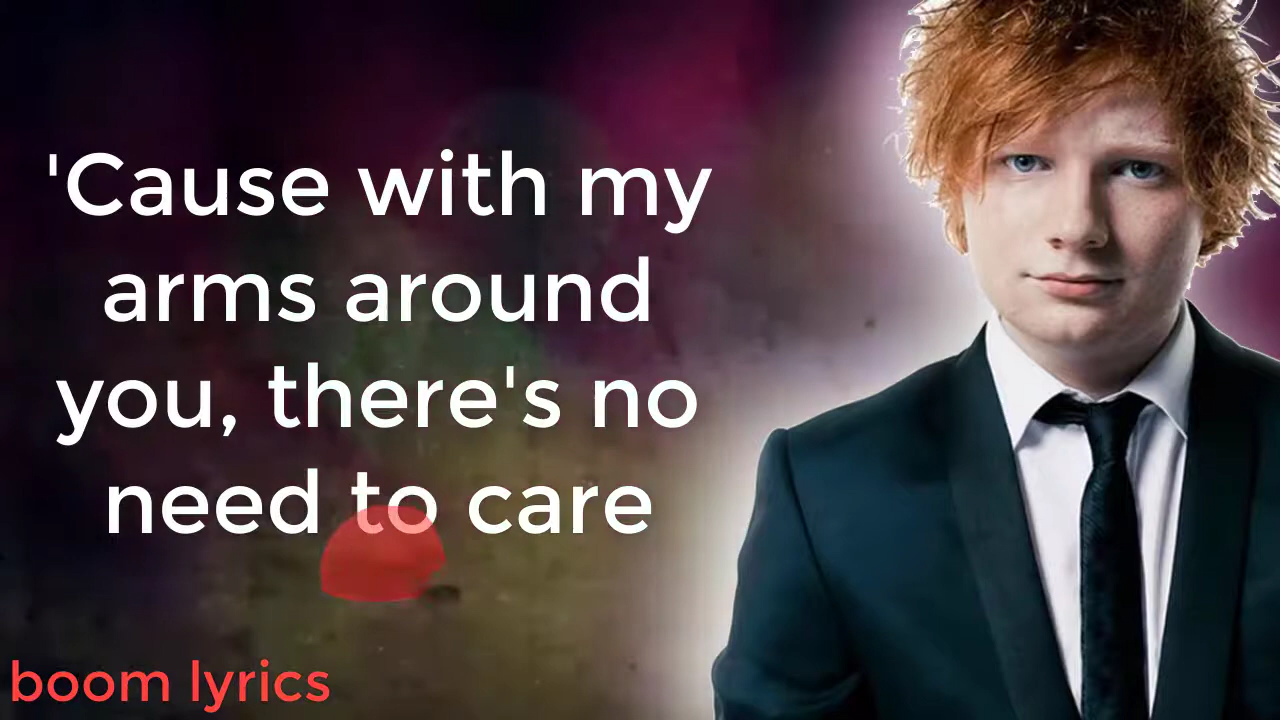 'Cause with my
arms around
you, there's no
need to care
boom lyrics